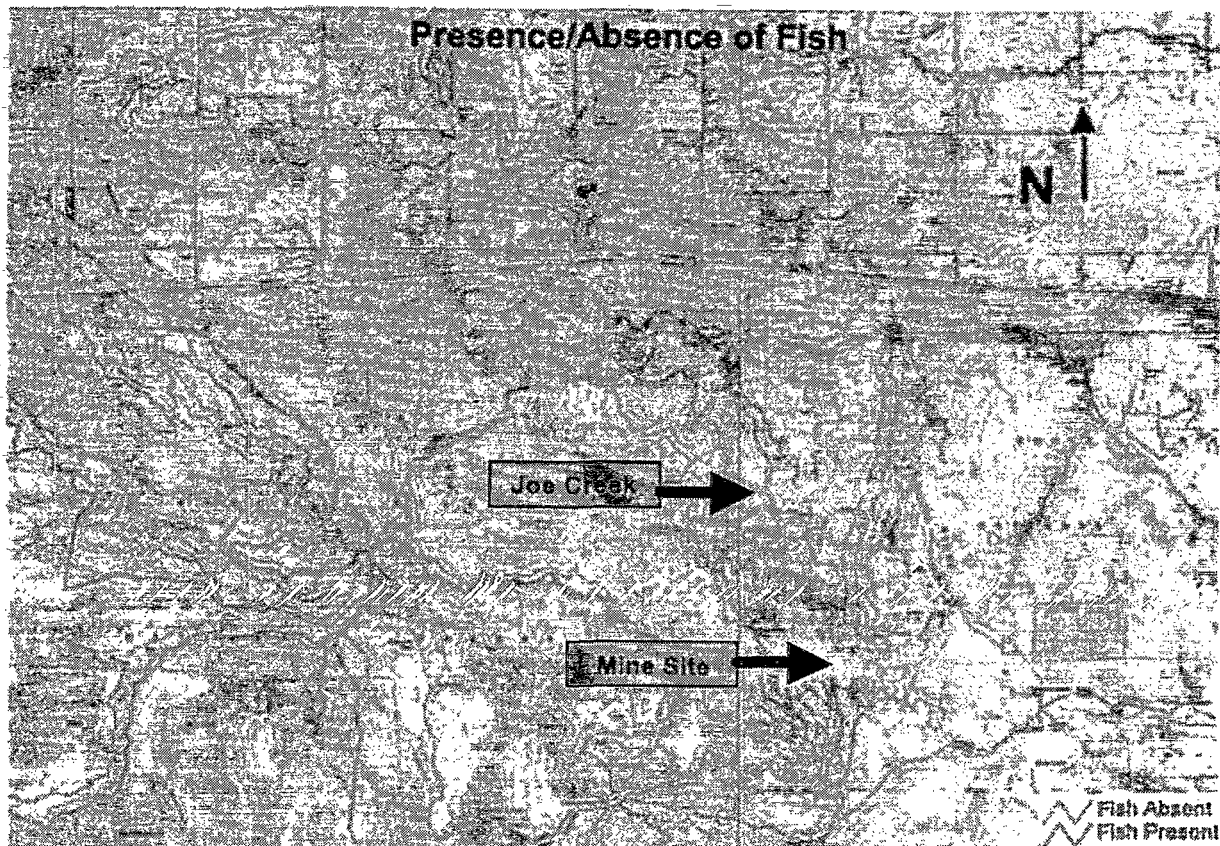 Presence/Absence of Fish
N
Joe Creek
Mine Site
Fish Absent
Fish Present